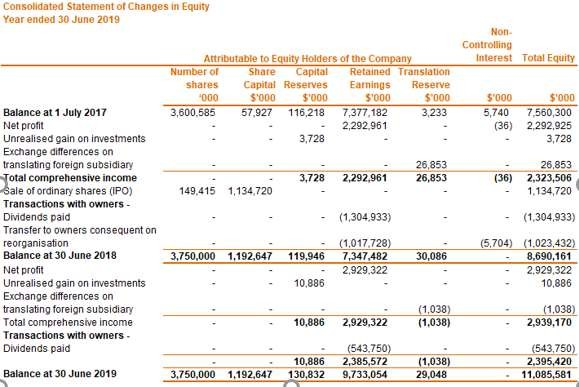 Consolidated Statement of Changes in Equity
Year ended 30 June 2019
Non-
Controlling
Attributable to Equity Holders of the Company Interest Total Equity
Number of Share Capital Retained Translation
shares Capital Reserves Earnings Reserve
'000 $'000 $'000 $'000 $'000 $'000 $'000
Balance at 1 July 2017 3,600,585 57,927 116,218 7,377,182 3,233 5,740 7,560,300
Net profit - - - 2,292,961 - (36) 2,292,925
Unrealised gain on investments - - 3,728 - - - 3,728
Exchange differences on
translating foreign subsidiary - - - - 26,853 - 26,853
Total comprehensive income - - 3,728 2,292,961 26,853 (36) 2,323,506
Sale of ordinary shares (IPO) 149,415 1,134,720 - - - - 1,134,720
Transactions with owners -
Dividends paid - - - (1,304,933) - - (1,304,933)
Transfer to owners consequent on
reorganisation - - - (1,017,728) - (5,704) (1,023,432)
Balance at 30 June 2018 3,750,000 1,192,647 119,946 7,347,482 30,086 - 8,690,161
Net profit - - - 2,929,322 - - 2,929,322
Unrealised gain on investments - - 10,886 - - - 10,886
Exchange differences on
translating foreign subsidiary - - - - (1,038) - (1,038)
Total comprehensive income - - 10,886 2,929,322 (1,038) - 2,939,170
Transactions with owners -
Dividends paid - - - (543,750) - - (543,750)
- - 10,886 2,385,572 (1,038) - 2,395,420
Balance at 30 June 2019 3,750,000 1,192,647 130,832 9,733,054 29,048 - 11,085,581